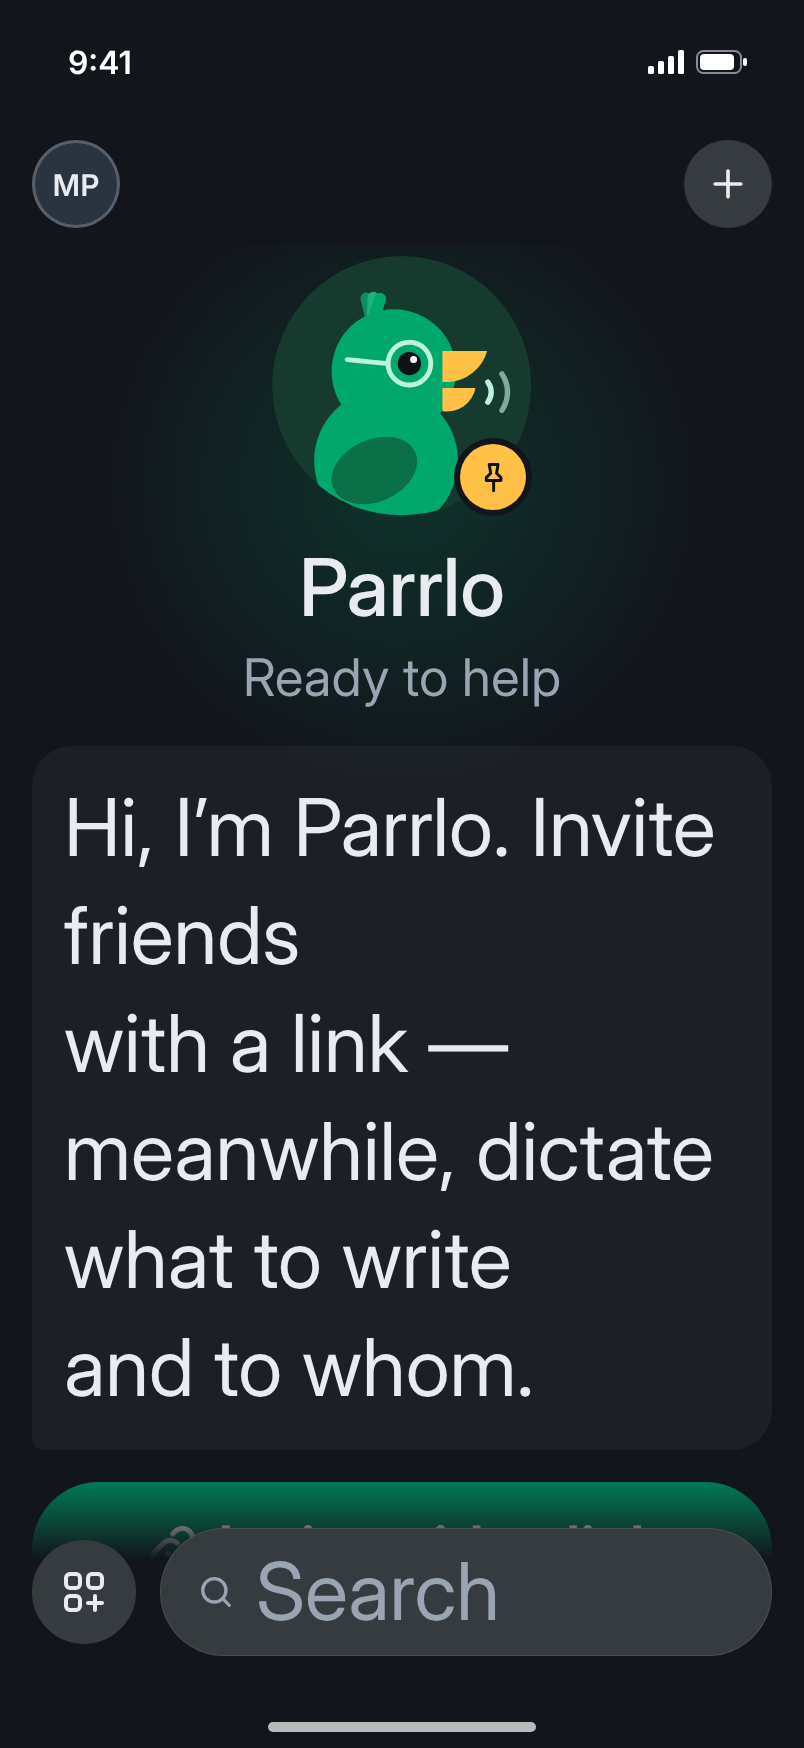 9:41
MP
Parrlo
Ready to help
Hi, I’m Parrlo. Invite
friends
with a link —
meanwhile, dictate
what to write
and to whom.
Search